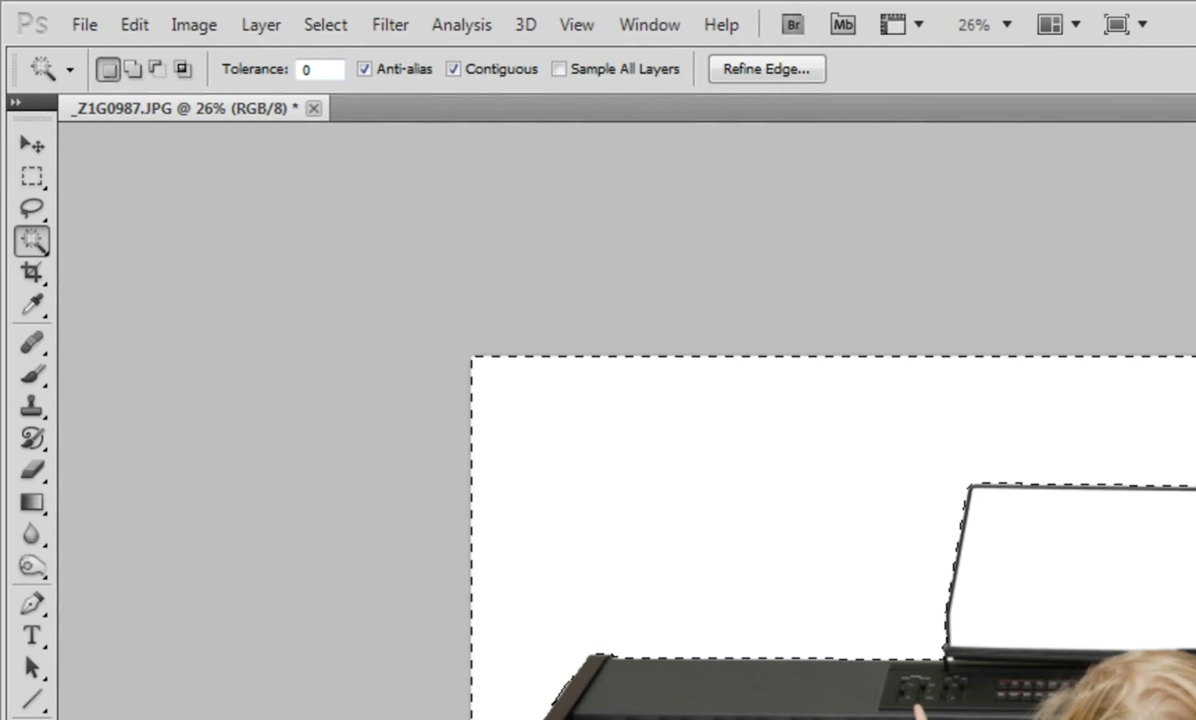 Ps File Edit Image Layer Select Filter Analysis 3D View Window Help Br Mb 26%
Tolerance: 0 Anti-alias Contiguous Sample All Layers Refine Edge...
_Z1G0987.JPG @ 26% (RGB/8) *
T